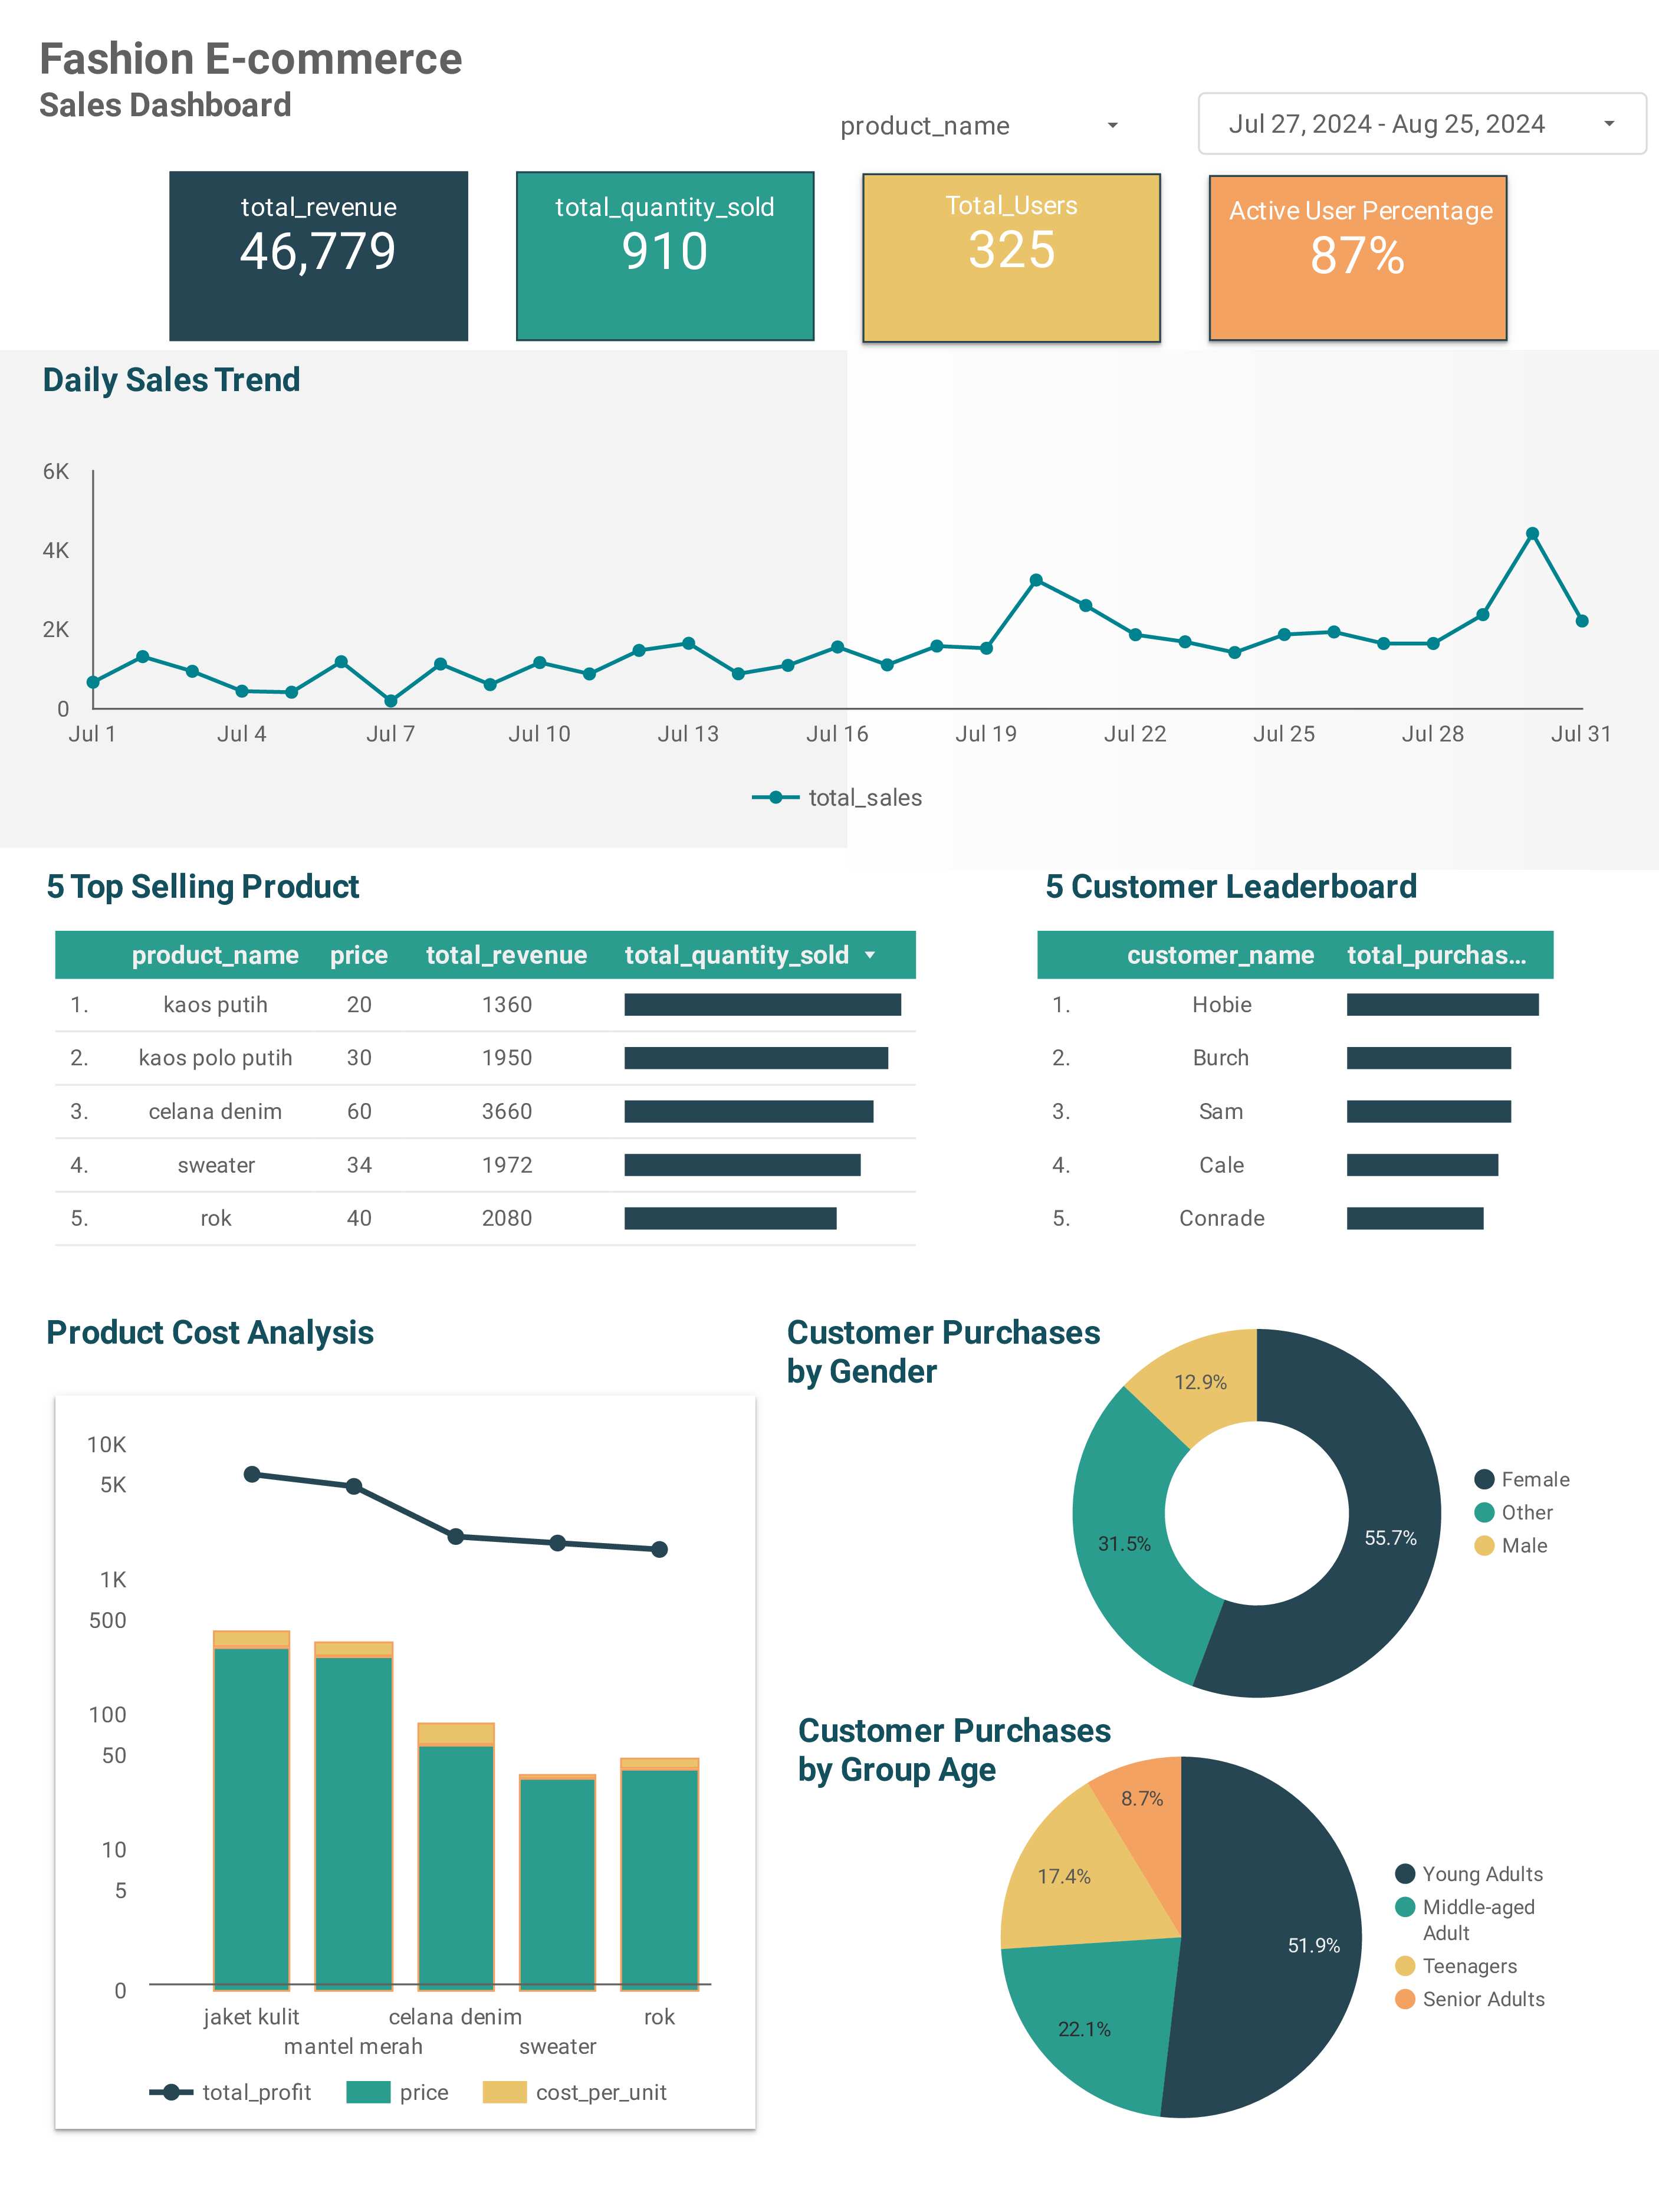 Fashion E-commerce
Sales Dashboard
product_name
Jul 27, 2024 - Aug 25, 2024
total_revenue
46,779
total_quantity_sold
910
Total_Users
325
Active User Percentage
87%
Daily Sales Trend
6K
4K
2K
0
Jul 1 Jul 4 Jul 7 Jul 10 Jul 13 Jul 16 Jul 19 Jul 22 Jul 25 Jul 28 Jul 31
total_sales
5 Top Selling Product
product_name price total_revenue total_quantity_sold
1. kaos putih 20 1360
2. kaos polo putih 30 1950
3. celana denim 60 3660
4. sweater 34 1972
5. rok 40 2080
5 Customer Leaderboard
customer_name total_purchas...
1. Hobie
2. Burch
3. Sam
4. Cale
5. Conrade
Product Cost Analysis
10K
5K
1K
500
100
50
10
5
0
jaket kulit celana denim rok
mantel merah sweater
total_profit price cost_per_unit
Customer Purchases
by Gender
12.9%
31.5%
55.7%
Female
Other
Male
Customer Purchases
by Group Age
8.7%
17.4%
51.9%
22.1%
Young Adults
Middle-aged
Adult
Teenagers
Senior Adults